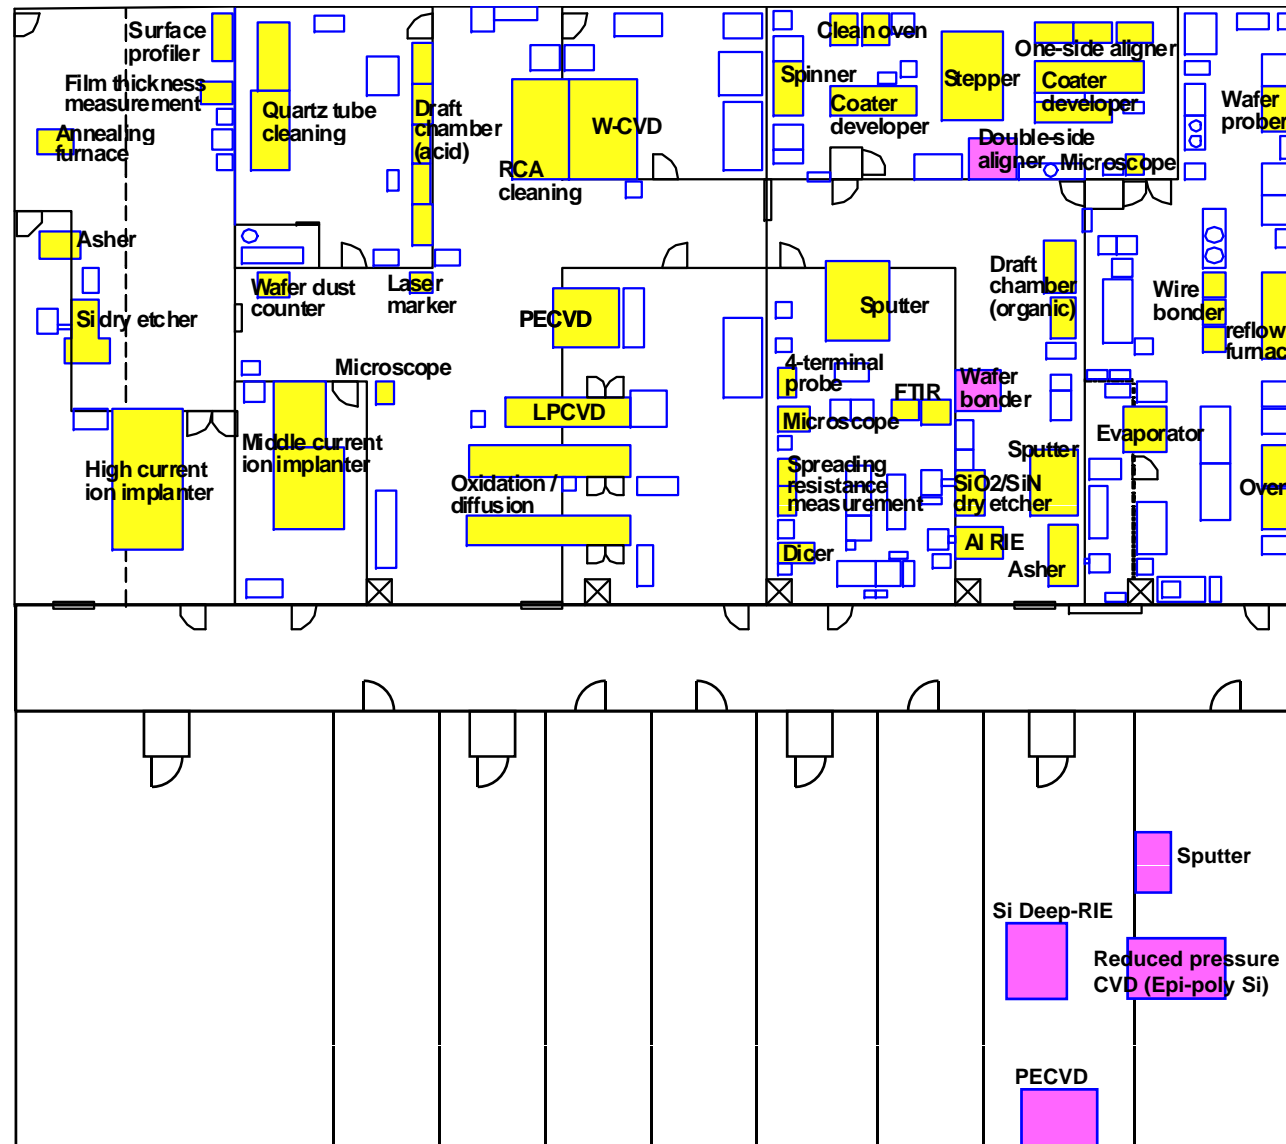 Surface
profiler
Film thickness
measurement
Annealing
furnace
Quartz tube
cleaning
Draft
chamber
(acid)
RCA
cleaning
W-CVD
Clean oven
Spinner
Coater
developer
Stepper
One-side aligner
Coater
developer
Double-side
aligner
Microscope
Wafer
prober
Asher
Si dry etcher
Wafer dust
counter
Laser
marker
PECVD
Sputter
Draft
chamber
(organic)
Wire
bonder
reflow
furnac
Microscope
4-terminal
probe
FTIR
Wafer
bonder
LPCVD
Microscope
Evaporator
High current
ion implanter
Middle current
ion implanter
Oxidation /
diffusion
Spreading
resistance
measurement
SiO2/SiN
dry etcher
Sputter
Oven
Dicer
Al RIE
Asher
Sputter
Si Deep-RIE
Reduced pressure
CVD (Epi-poly Si)
PECVD